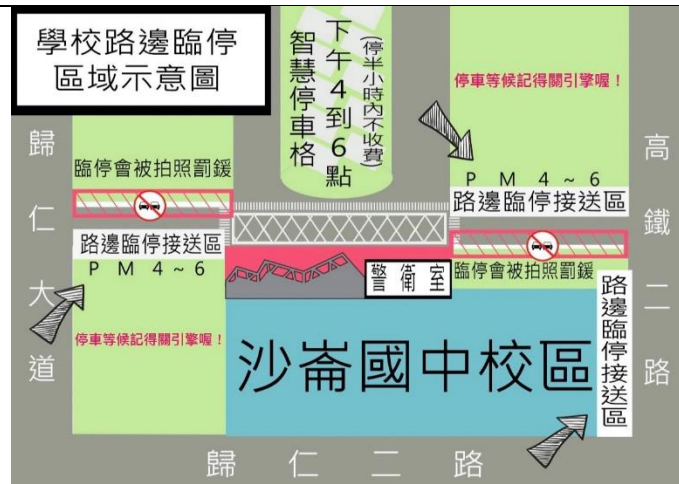 學校路邊臨停
區域示意圖
歸仁大道
臨停會被拍照罰鍰
路邊臨停接送區
PM4~6
停車等候記得關引擎喔！
下午4到6點
智慧停車格
(停半小時內不收費)
停車等候記得關引擎喔！
PM4~6
路邊臨停接送區
臨停會被拍照罰鍰
高鐵二路
警衛室
沙崙國中校區
路邊臨停接送區
歸仁二路